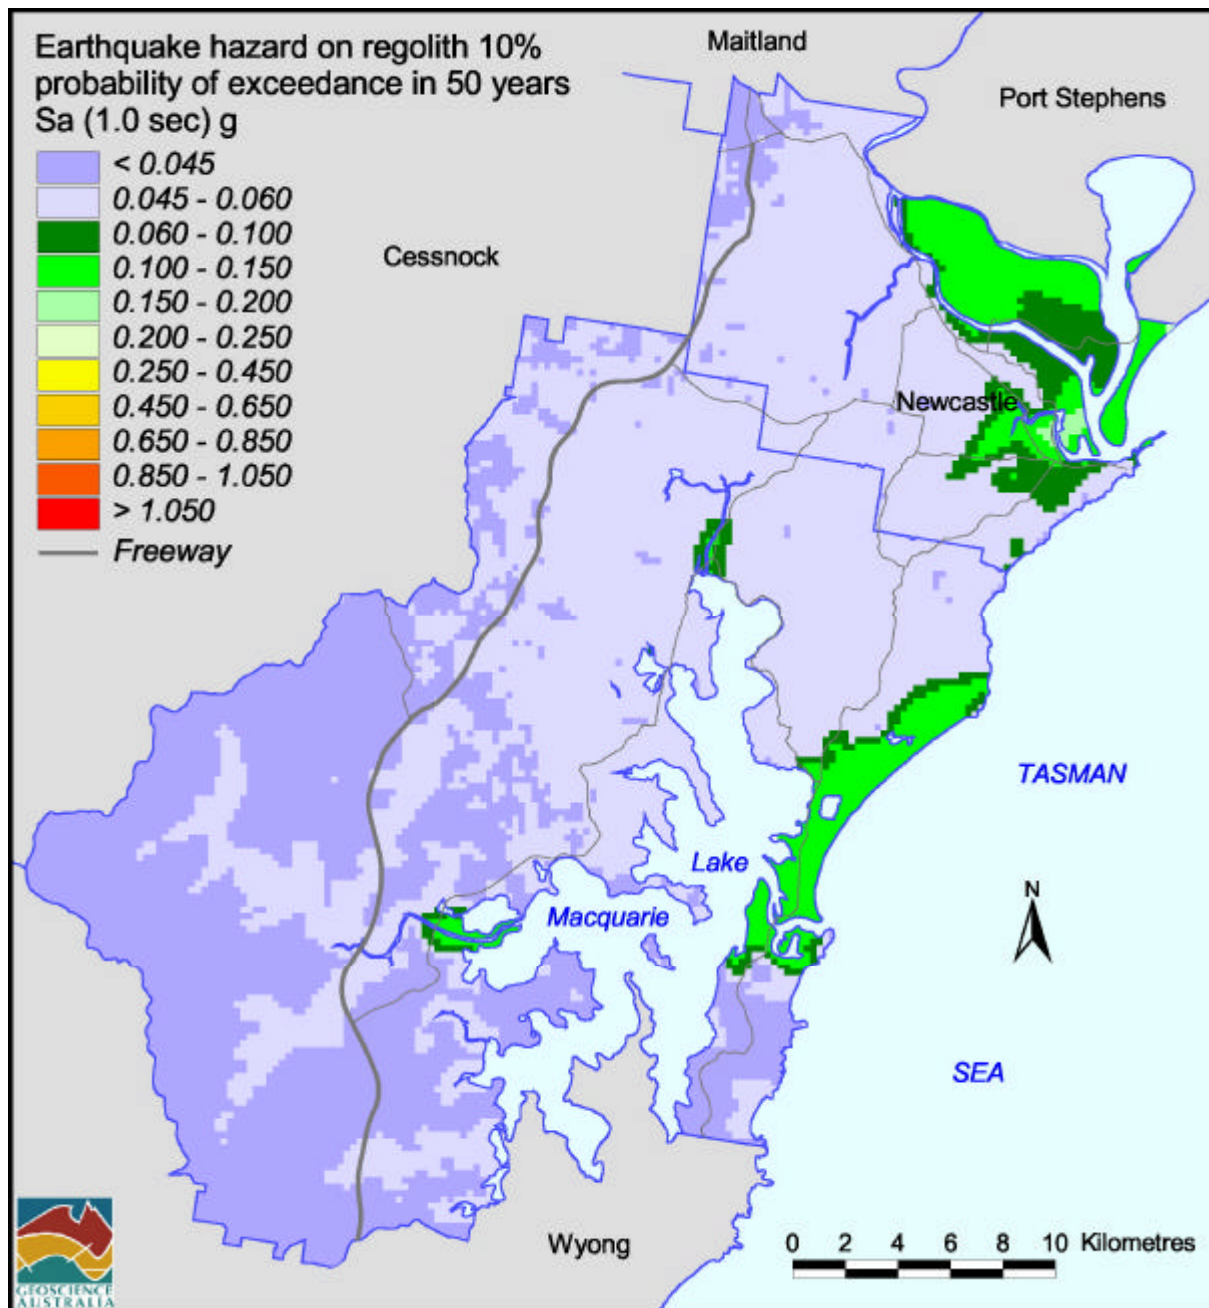 Earthquake hazard on regolith 10%
probability of exceedance in 50 years
Sa (1.0 sec) g
< 0.045
0.045 - 0.060
0.060 - 0.100
0.100 - 0.150
0.150 - 0.200
0.200 - 0.250
0.250 - 0.450
0.450 - 0.650
0.650 - 0.850
0.850 - 1.050
> 1.050
Freeway
Maitland
Port Stephens
Cessnock
Newcastle
TASMAN
Lake
Macquarie
N
SEA
Wyong
0 2 4 6 8 10 Kilometres
GEOSCIENCE
AUSTRALIA